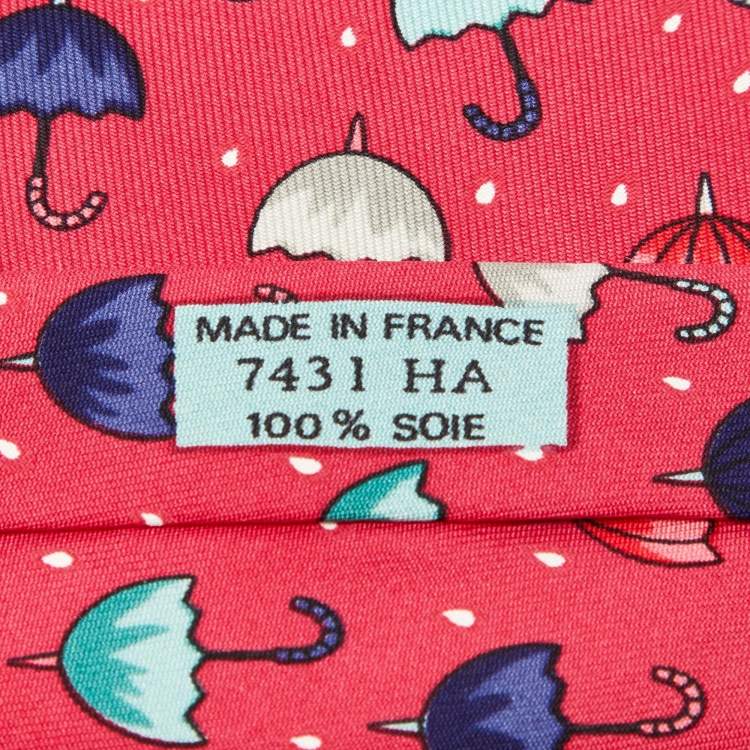 MADE IN FRANCE
7431 HA
100% SOIE